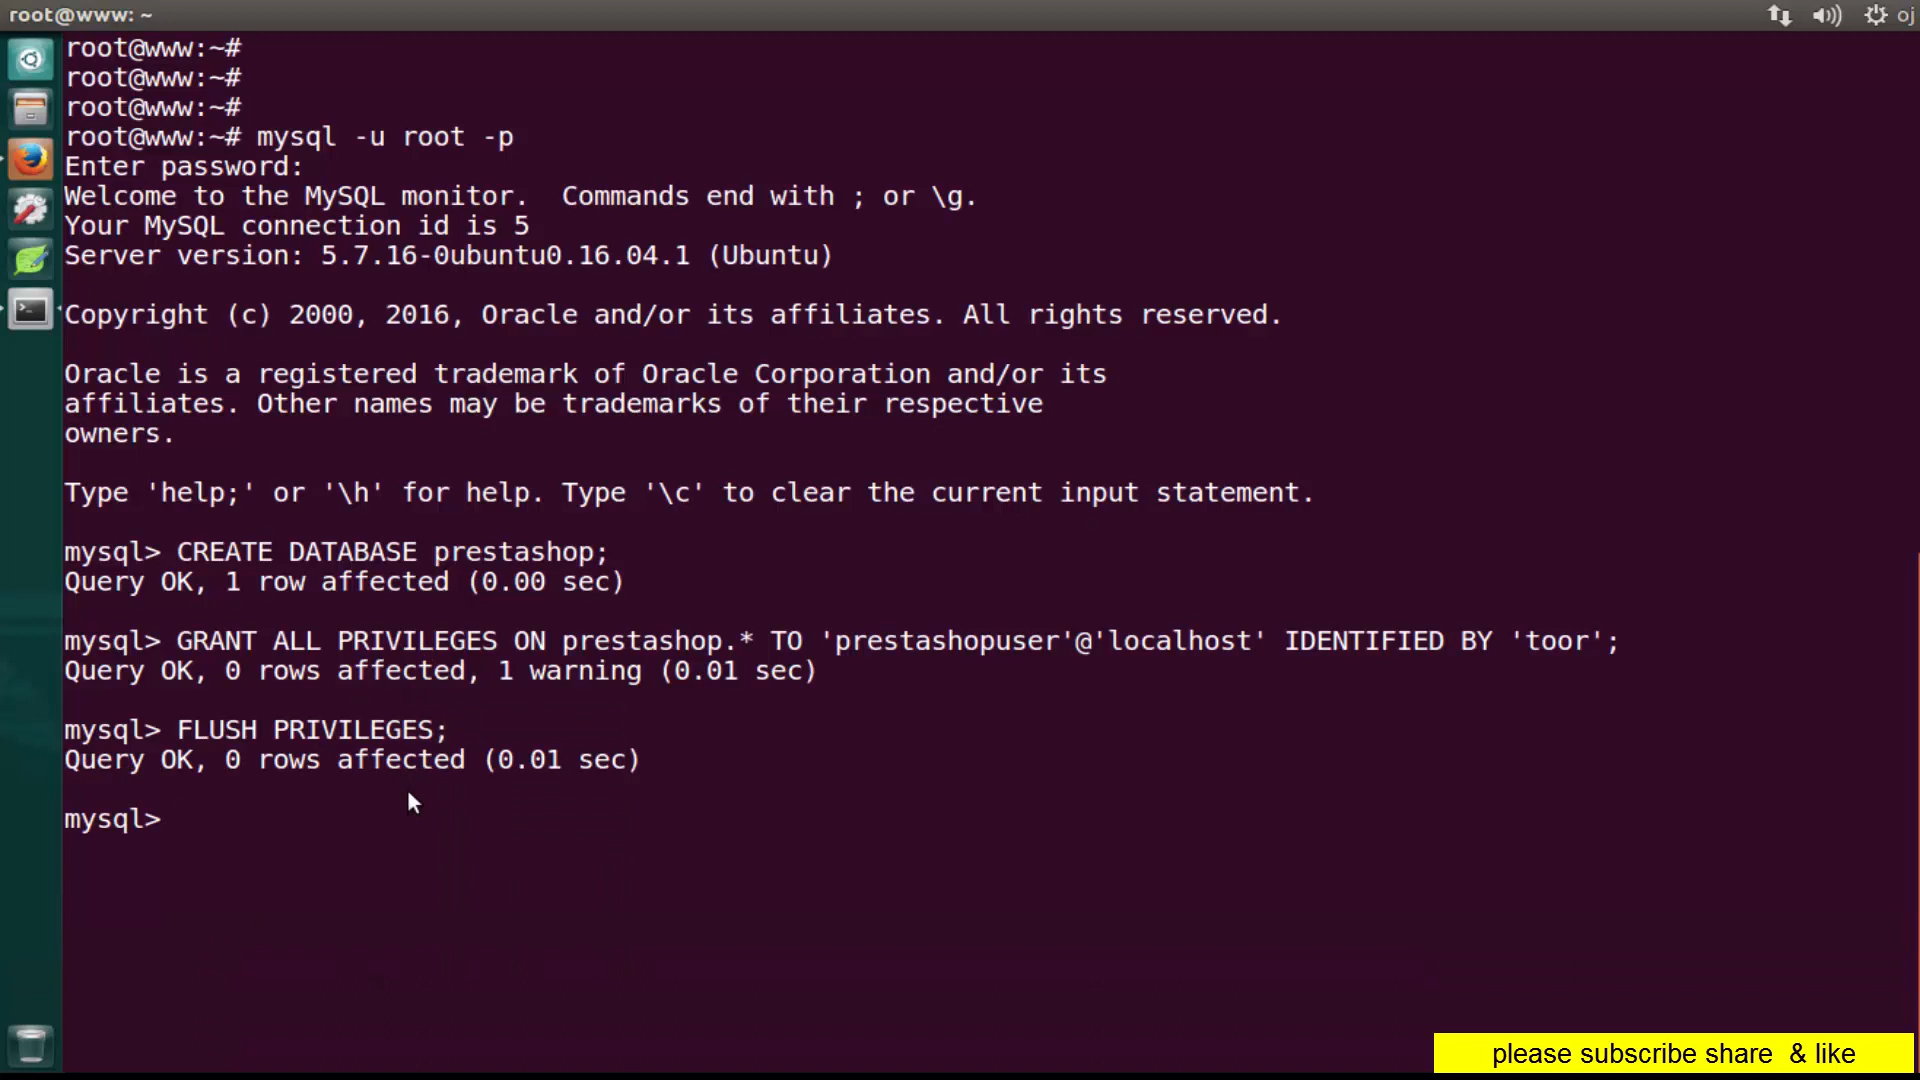 root@www: ~
oj
root@www:~#
root@www:~#
root@www:~#
root@www:~# mysql -u root -p
Enter password:
Welcome to the MySQL monitor.  Commands end with ; or \g.
Your MySQL connection id is 5
Server version: 5.7.16-0ubuntu0.16.04.1 (Ubuntu)
Copyright (c) 2000, 2016, Oracle and/or its affiliates. All rights reserved.
Oracle is a registered trademark of Oracle Corporation and/or its
affiliates. Other names may be trademarks of their respective
owners.
Type 'help;' or '\h' for help. Type '\c' to clear the current input statement.
mysql> CREATE DATABASE prestashop;
Query OK, 1 row affected (0.00 sec)
mysql> GRANT ALL PRIVILEGES ON prestashop.* TO 'prestashopuser'@'localhost' IDENTIFIED BY 'toor';
Query OK, 0 rows affected, 1 warning (0.01 sec)
mysql> FLUSH PRIVILEGES;
Query OK, 0 rows affected (0.01 sec)
mysql>
please subscribe share  & like